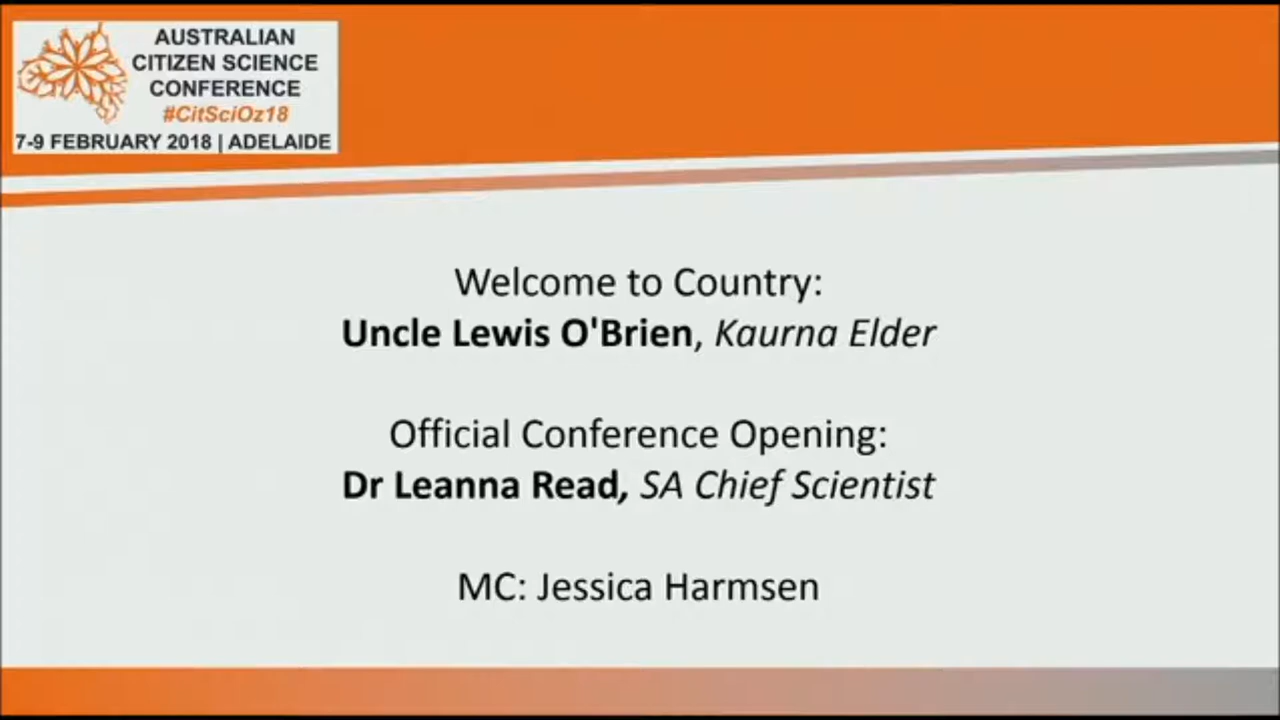 AUSTRALIAN
CITIZEN SCIENCE
CONFERENCE
#CitSciOz18
7-9 FEBRUARY 2018 | ADELAIDE
Welcome to Country:
Uncle Lewis O'Brien, Kaurna Elder
Official Conference Opening:
Dr Leanna Read, SA Chief Scientist
MC: Jessica Harmsen